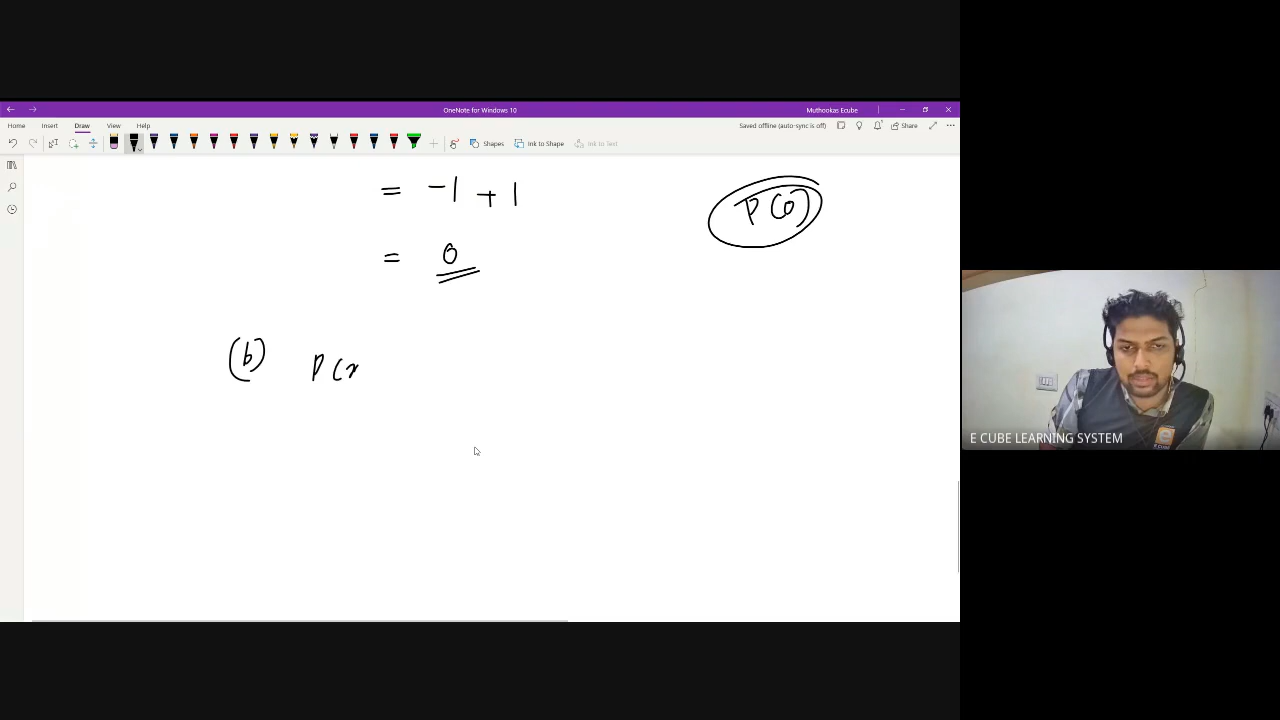 OneNote for Windows 10
Muthookas Ecube
Home Insert Draw View Help
Saved offline (auto-sync is off)
Share
Shapes
Ink to Shape
Ink to Text
= -1 + 1
P(0)
= 0
(b) P(x
E CUBE LEARNING SYSTEM